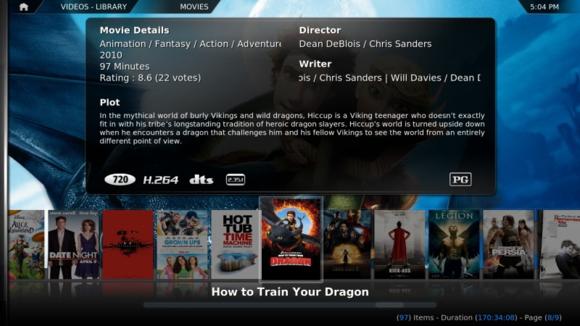 VIDEOS - LIBRARY
MOVIES
5:04 PM
Movie Details
Animation / Fantasy / Action / Adventure
2010
97 Minutes
Rating : 8.6 (22 votes)
Director
Dean DeBlois / Chris Sanders
Writer
ois / Chris Sanders | Will Davies / Dean D
Plot
In the mythical world of burly Vikings and wild dragons, Hiccup is a Viking teenager who doesn't exactly
fit in with his tribe's longstanding tradition of heroic dragon slayers. Hiccup's world is turned upside down
when he encounters a dragon that challenges him and his fellow Vikings to see the world from an entirely
different point of view.
720
H.264
dts
2.35:1
PG
ALICE
DATE NIGHT
GROWN UPS
HOT TUB
TIME
MACHINE
DRAGON
KICK-ASS
LEGION
PERSIA
How to Train Your Dragon
(97) Items - Duration (170:34:08) - Page (8/9)